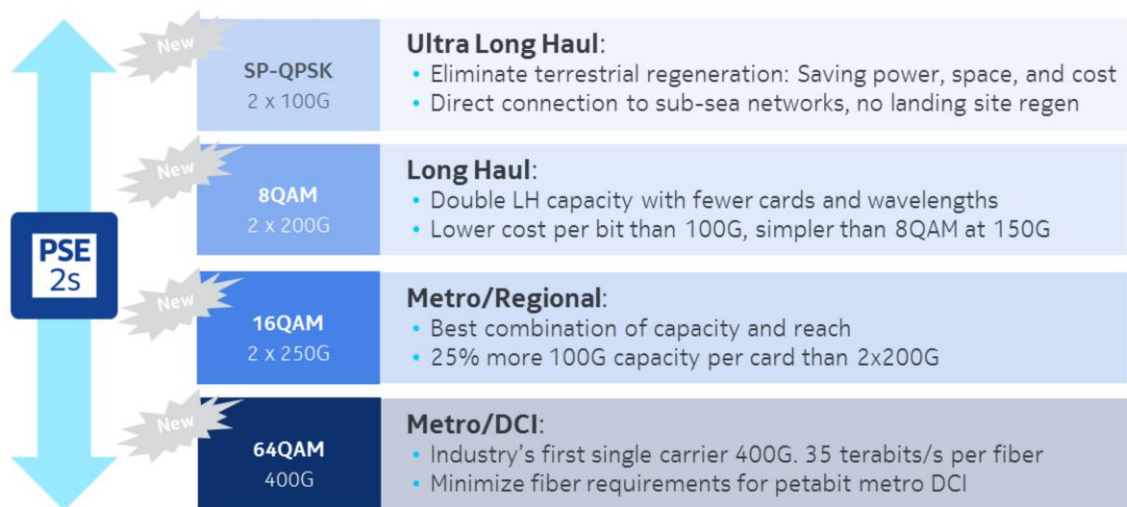 New
SP-QPSK
2 x 100G
Ultra Long Haul:
• Eliminate terrestrial regeneration: Saving power, space, and cost
• Direct connection to sub-sea networks, no landing site regen
New
8QAM
2 x 200G
Long Haul:
• Double LH capacity with fewer cards and wavelengths
• Lower cost per bit than 100G, simpler than 8QAM at 150G
PSE
2s
New
16QAM
2 x 250G
Metro/Regional:
• Best combination of capacity and reach
• 25% more 100G capacity per card than 2x200G
New
64QAM
400G
Metro/DCI:
• Industry’s first single carrier 400G. 35 terabits/s per fiber
• Minimize fiber requirements for petabit metro DCI